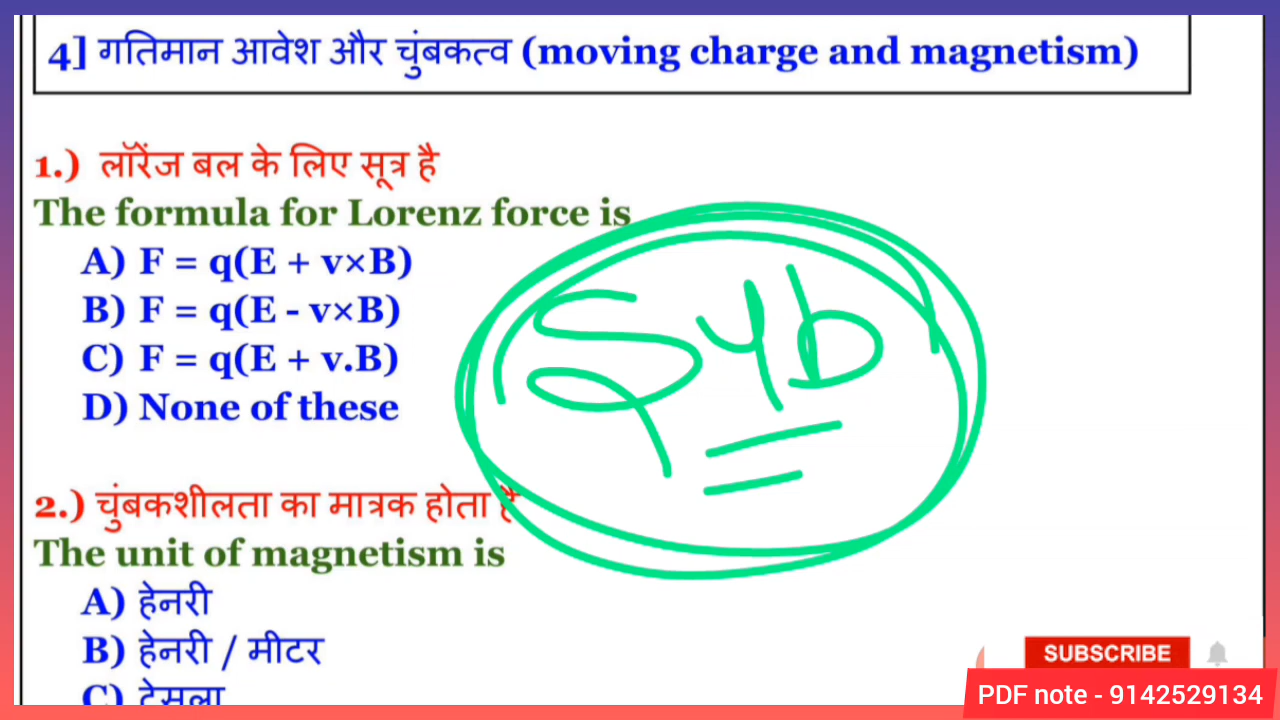 4] गतिमान आवेश और चुंबकत्व (moving charge and magnetism)
1.) लॉरेंज बल के लिए सूत्र है
The formula for Lorenz force is
A) F = q(E + v×B)
B) F = q(E - v×B)
C) F = q(E + v.B)
D) None of these
2.) चुंबकशीलता का मात्रक होता है
The unit of magnetism is
A) हेनरी
B) हेनरी / मीटर
C) टेसला
SUBSCRIBE
PDF note - 9142529134